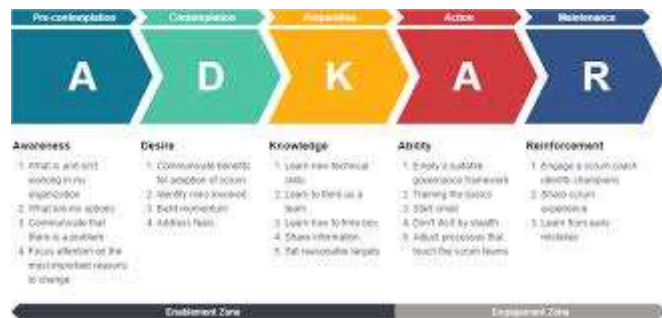 Pre-contemplation
Contemplation
Preparation
Action
Maintenance
A
D
K
A
R
Awareness
1. What is and isn't
working in my
organization
2. What are my options
3. Communicate that
there is a problem
4. Focus attention on the
most important reasons
to change
Desire
1. Communicate benefits
for adoption of scrum
2. Identify risks involved
3. Build momentum
4. Address fears
Knowledge
1. Learn new technical
skills
2. Learn to think as a
team
3. Learn how to time box
4. Share information
5. Set reasonable targets
Ability
1. a suitable
governance framework
2. Training the basics
3. Start small
4. Don't do it by stealth
5. Adjust processes that
touch the scrum teams
Reinforcement
1. Engage a scrum coach
identify champions
2. Share scrum
experience
3. Learn from early
mistakes
Enablement Zone
Engagement Zone